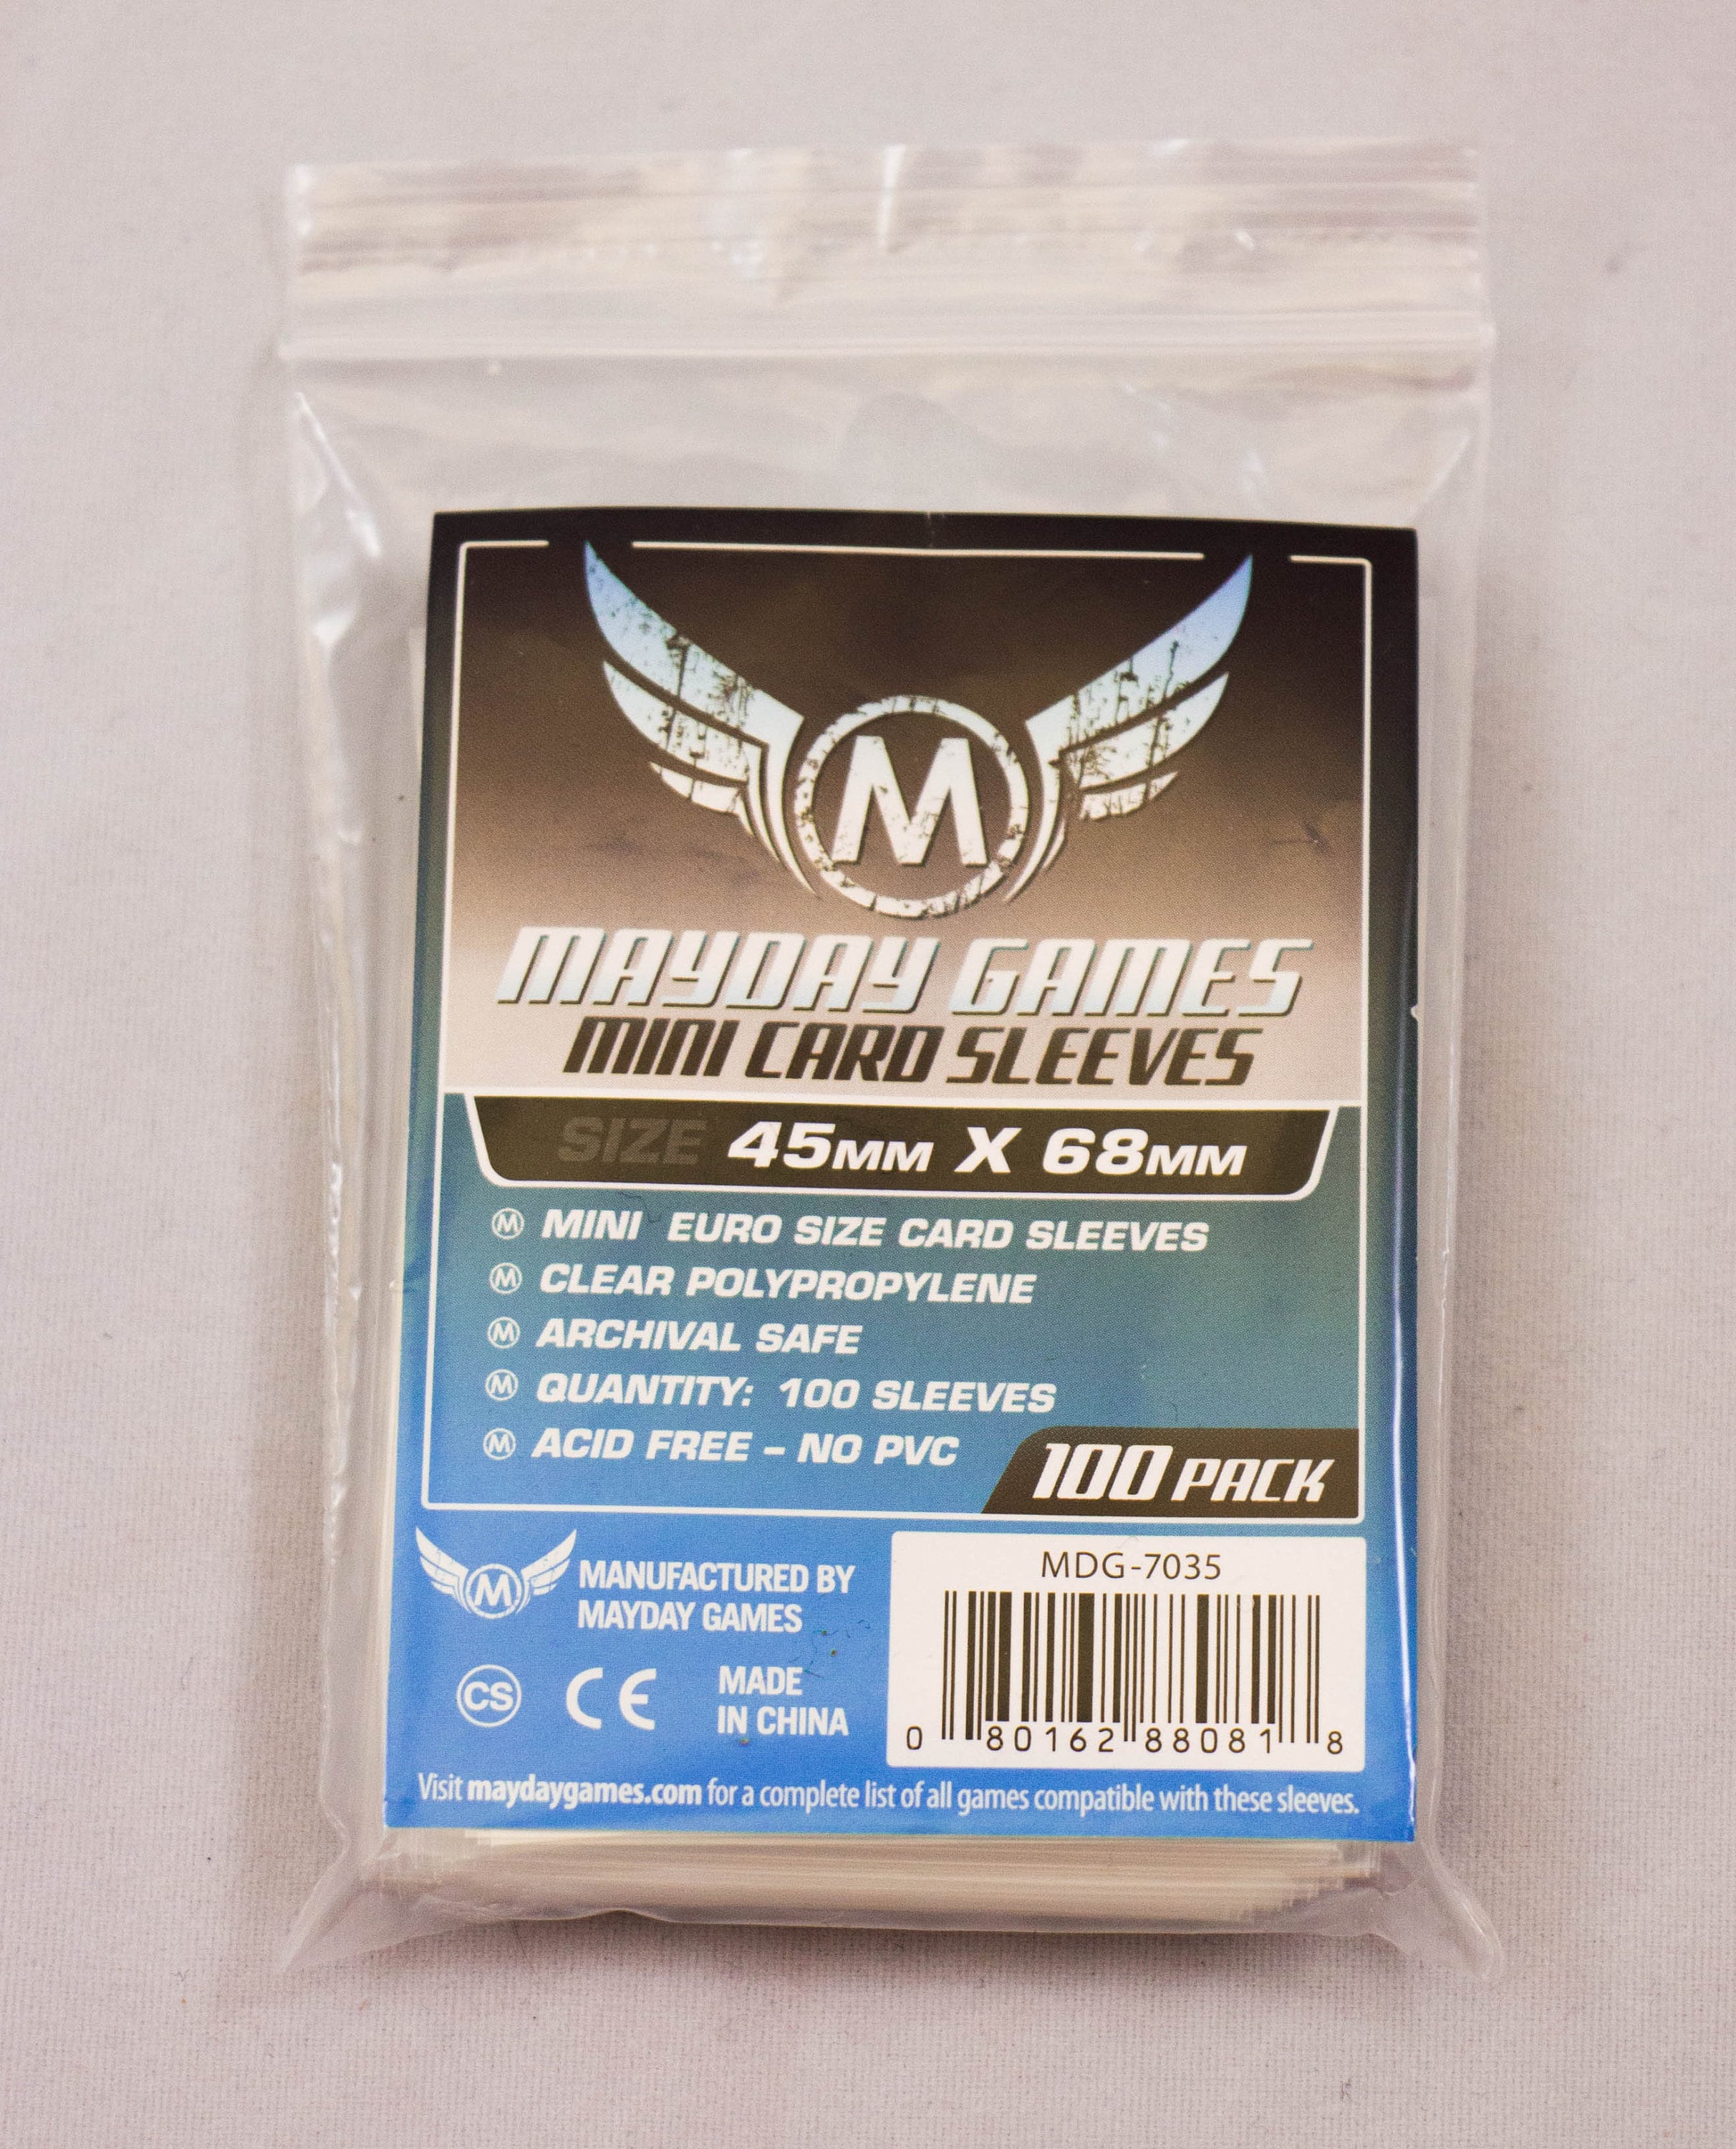 M
MAYDAY GAMES
MINI CARD SLEEVES
SIZE 45MM X 68MM
M MINI EURO SIZE CARD SLEEVES
M CLEAR POLYPROPYLENE
M ARCHIVAL SAFE
M QUANTITY: 100 SLEEVES
M ACID FREE – NO PVC
100 PACK
M MANUFACTURED BY
MAYDAY GAMES
CS CE MADE
IN CHINA
MDG-7035
0 80162 88081 8
Visit maydaygames.com for a complete list of all games compatible with these sleeves.